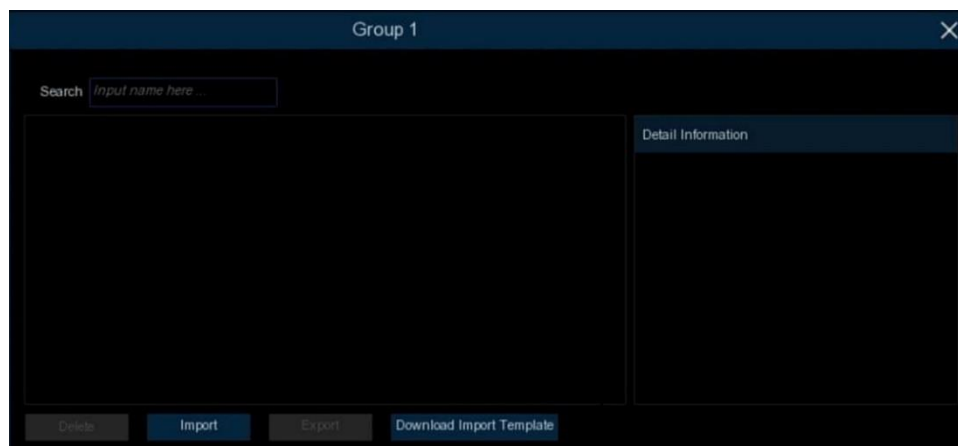 Group 1
Search Input name here ...
Detail Information
Delete Import Export Download Import Template